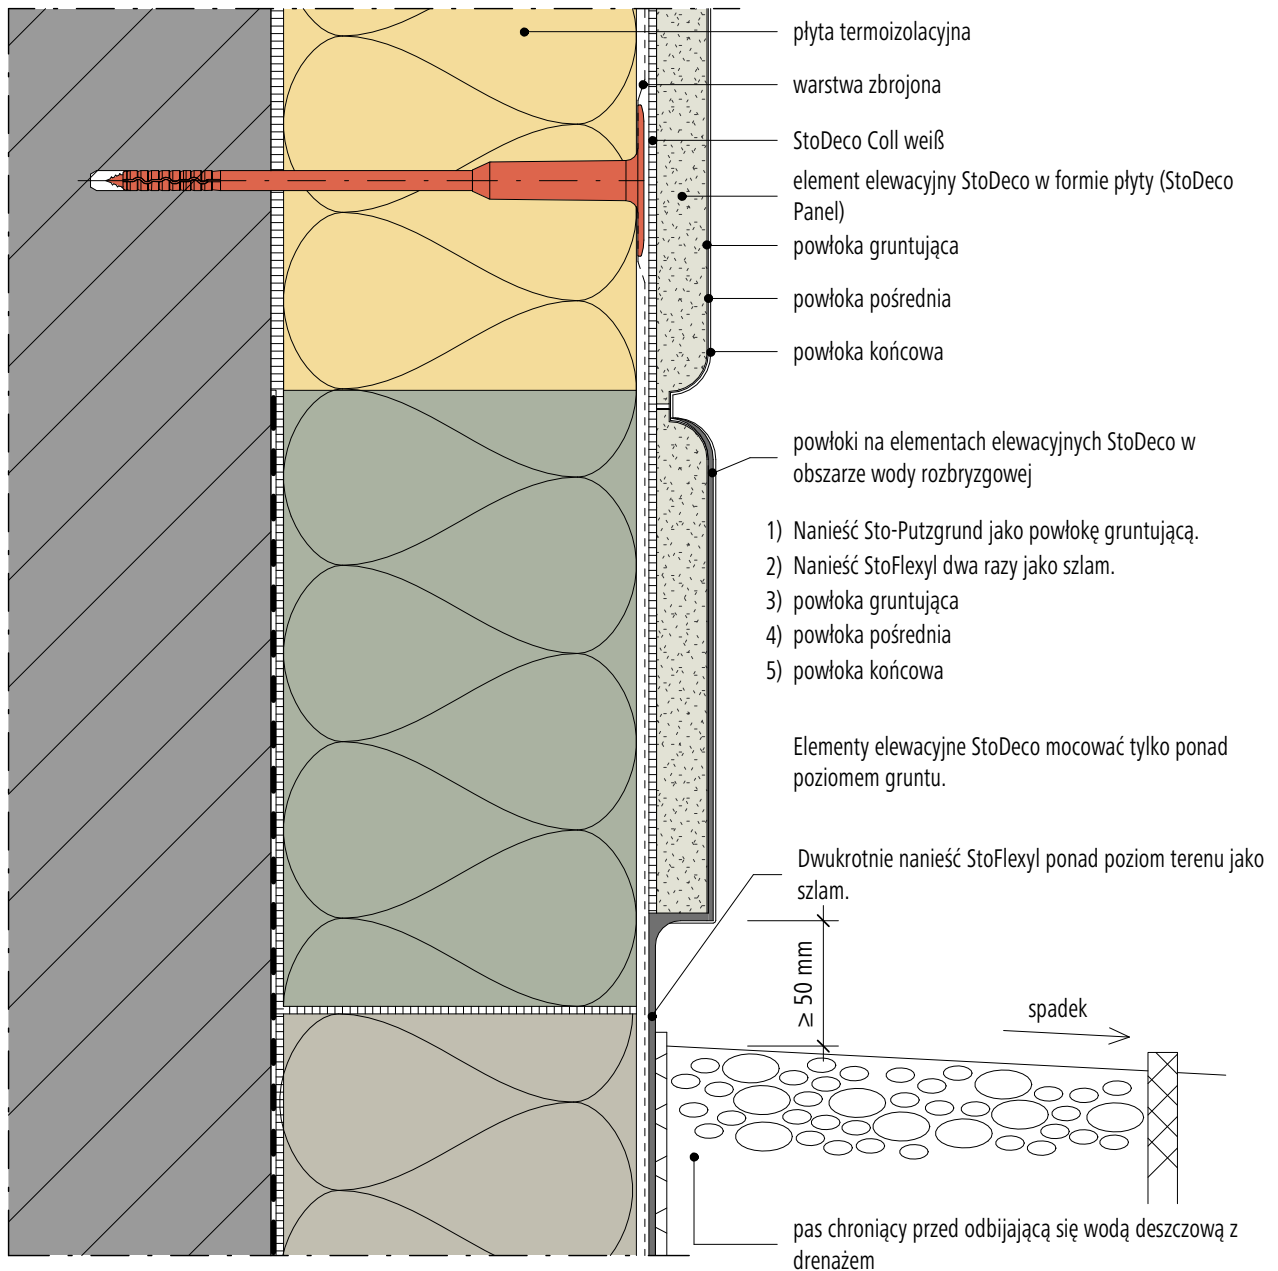 płyta termoizolacyjna
warstwa zbrojona
StoDeco Coll weiß
element elewacyjny StoDeco w formie płyty (StoDeco
Panel)
powłoka gruntująca
powłoka pośrednia
powłoka końcowa
powłoki na elementach elewacyjnych StoDeco w
obszarze wody rozbryzgowej
1) Nanieść Sto-Putzgrund jako powłokę gruntującą.
2) Nanieść StoFlexyl dwa razy jako szlam.
3) powłoka gruntująca
4) powłoka pośrednia
5) powłoka końcowa
Elementy elewacyjne StoDeco mocować tylko ponad
poziomem gruntu.
Dwukrotnie nanieść StoFlexyl ponad poziom terenu jako
szlam.
≥ 50 mm
spadek
pas chroniący przed odbijającą się wodą deszczową z
drenażem